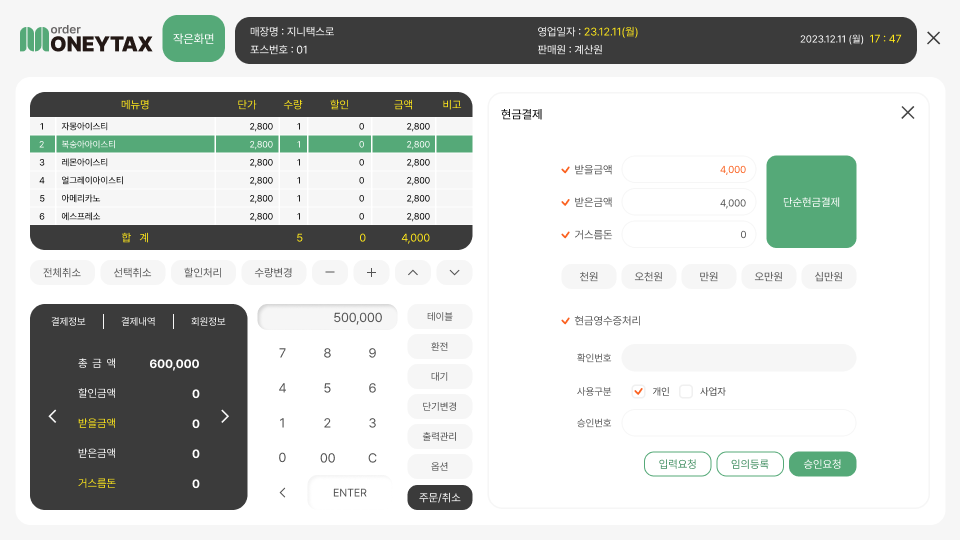 order
MONEYTAX
작은화면
매장명 : 지니택스로
포스번호 : 01
영업일자 : 23.12.11(월)
판매원 : 계산원
2023.12.11 (월) 17 : 47
메뉴명 단가 수량 할인 금액 비고
1 자몽아이스티 2,800 1 0 2,800
2 복숭아아이스티 2,800 1 0 2,800
3 레몬아이스티 2,800 1 0 2,800
4 얼그레이아이스티 2,800 1 0 2,800
5 아메리카노 2,800 1 0 2,800
6 에스프레소 2,800 1 0 2,800
합 계 5 0 4,000
전체취소 선택취소 할인처리 수량변경 − +
결제정보 결제내역 회원정보
총 금 액 600,000
할인금액 0
받을금액 0
받은금액 0
거스름돈 0
500,000
7 8 9
4 5 6
1 2 3
0 00 C
< ENTER
테이블
환전
대기
단기변경
출력관리
옵션
주문/취소
현금결제
받을금액 4,000
받은금액 4,000
거스름돈 0
단순현금결제
천원 오천원 만원 오만원 십만원
현금영수증처리
확인번호
사용구분 개인 사업자
승인번호
입력요청 임의등록 승인요청